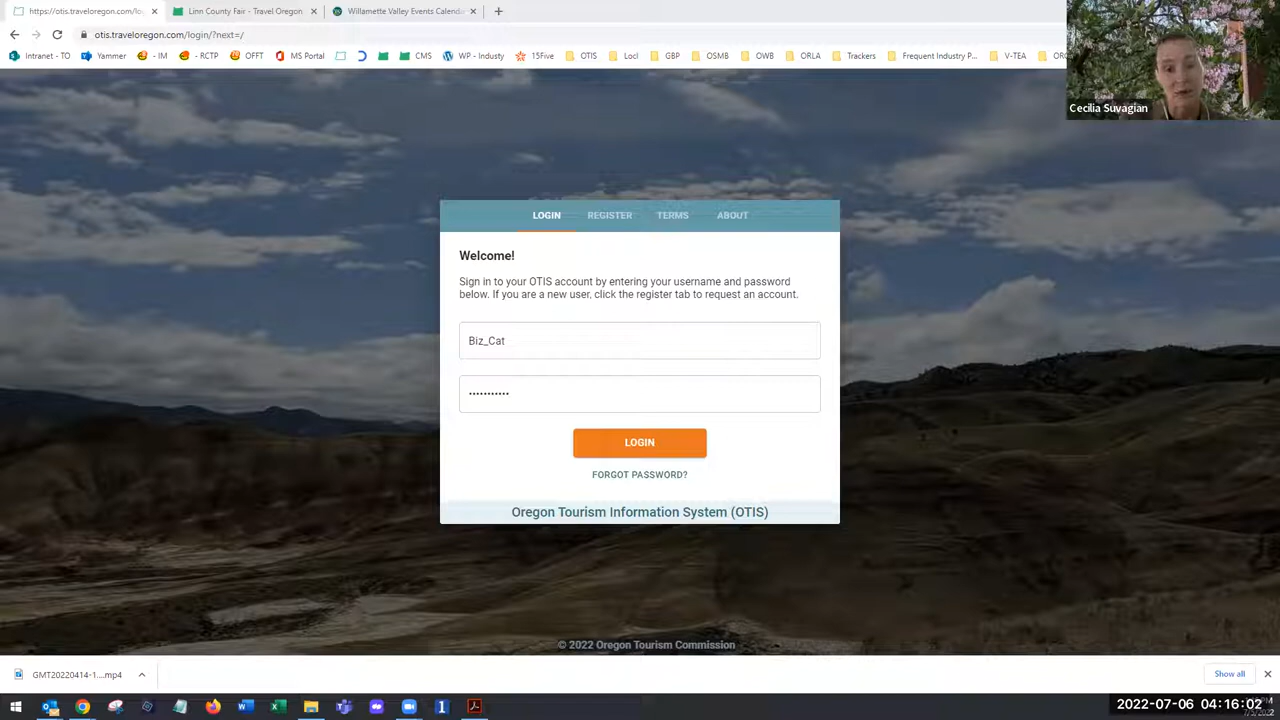 https://otis.traveloregon.com/lo
Linn County Fair - Travel Oregon
Willamette Valley Events Calend
otis.traveloregon.com/login/?next=/
Intranet - TO
Yammer
- IM
- RCTP
OFFT
MS Portal
CMS
WP - Industy
15Five
OTIS
Locl
GBP
OSMB
OWB
ORLA
Trackers
Frequent Industry P...
V-TEA
Cecilia Suvagian
LOGIN
REGISTER
TERMS
ABOUT
Welcome!
Sign in to your OTIS account by entering your username and password
below. If you are a new user, click the register tab to request an account.
Biz_Cat
LOGIN
FORGOT PASSWORD?
Oregon Tourism Information System (OTIS)
© 2022 Oregon Tourism Commission
GMT20220414-1....mp4
Show all
2022-07-06 04:16:02